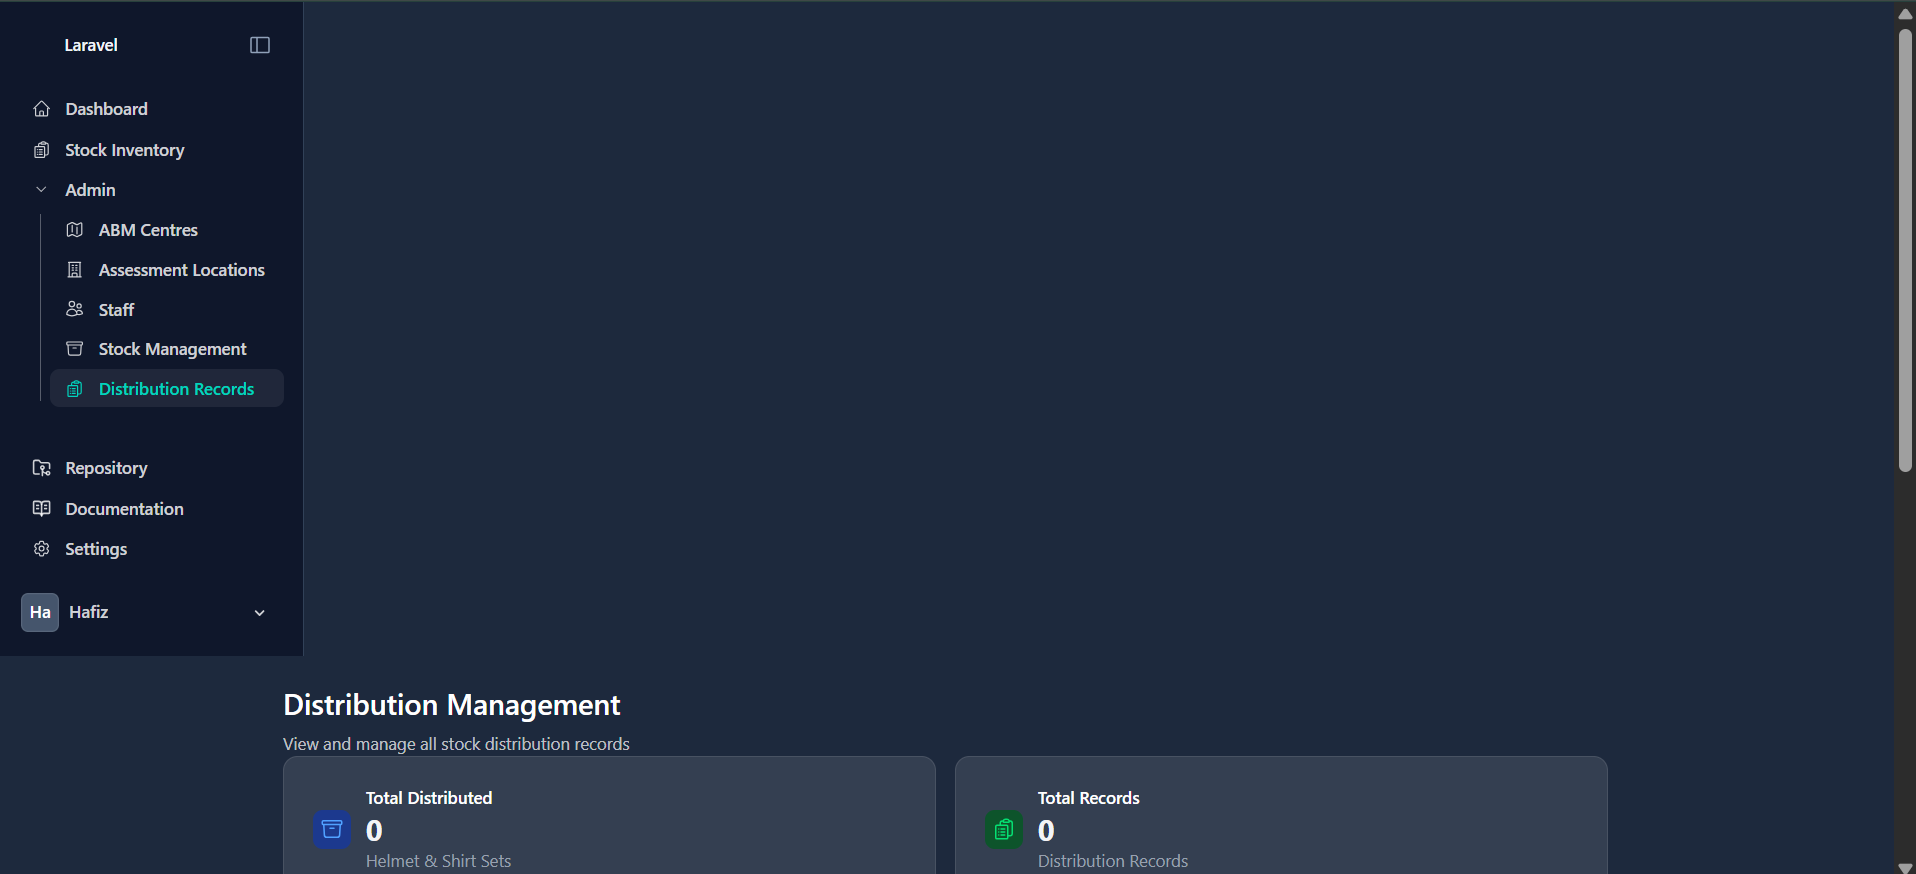 Laravel
Dashboard
Stock Inventory
Admin
ABM Centres
Assessment Locations
Staff
Stock Management
Distribution Records
Repository
Documentation
Settings
Ha Hafiz
Distribution Management
View and manage all stock distribution records
Total Distributed
0
Helmet & Shirt Sets
Total Records
0
Distribution Records